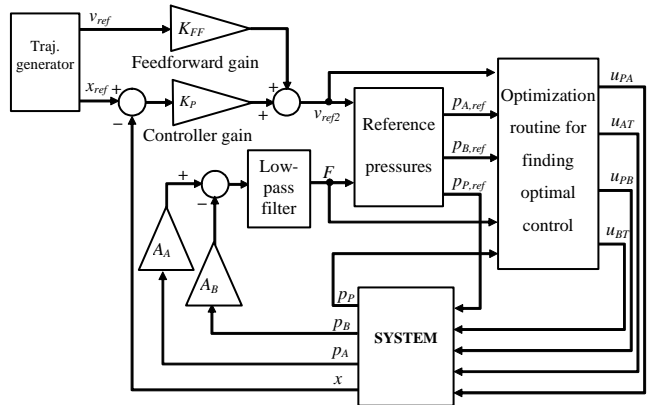 v_ref
Traj.
generator
K_FF
Feedforward gain
x_ref
+
−
K_P
Controller gain
+
+
v_ref2
Reference
pressures
p_A,ref
p_B,ref
p_P,ref
Optimization
routine for
finding
optimal
control
u_PA
u_AT
u_PB
u_BT
+
−
Low-
pass
filter
F
A_A
A_B
p_P
p_B
p_A
x
SYSTEM